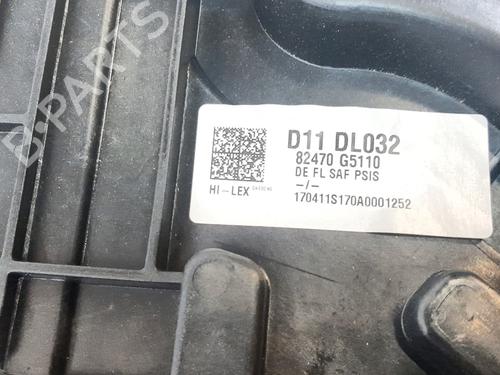 B-PARTS
D11 DL032
82470 G5110
DE FL SAF PSIS
-/-
170411S170A0001252
HI-LEX